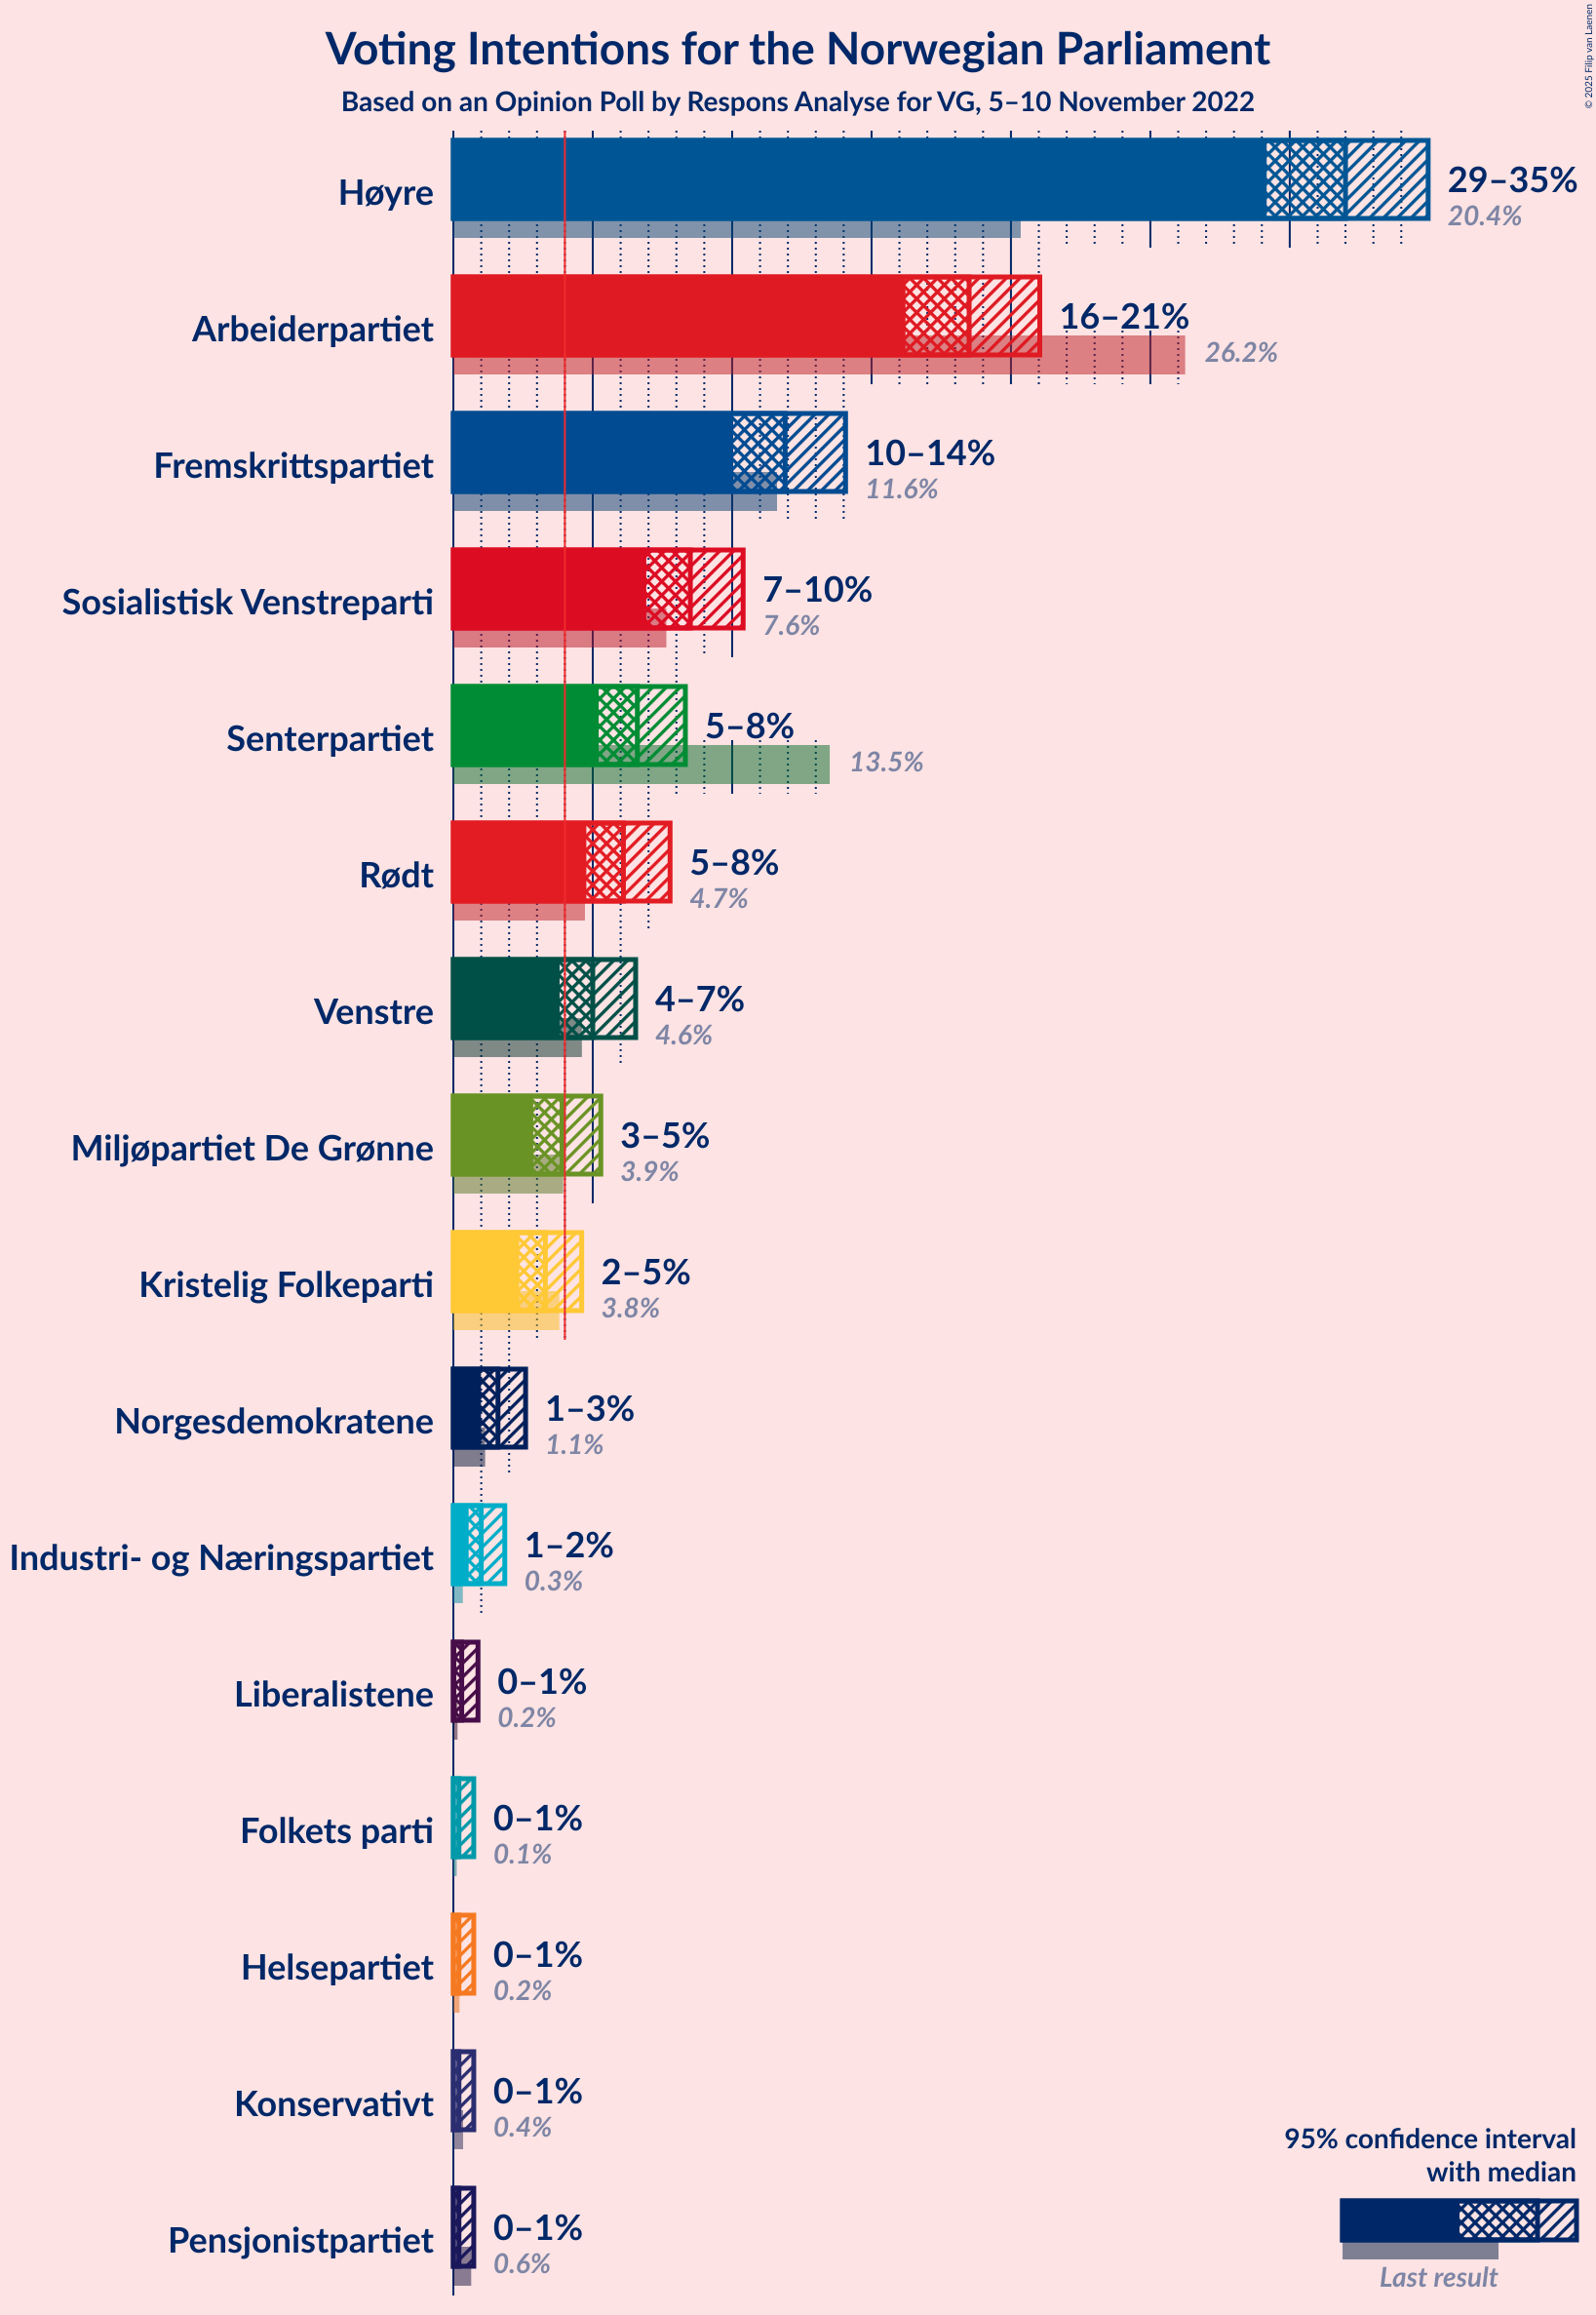 © 2025 Filip van Laenen
Voting Intentions for the Norwegian Parliament
Based on an Opinion Poll by Respons Analyse for VG, 5–10 November 2022
Høyre
29–35%
20.4%
Arbeiderpartiet
16–21%
26.2%
Fremskrittspartiet
10–14%
11.6%
Sosialistisk Venstreparti
7–10%
7.6%
Senterpartiet
5–8%
13.5%
Rødt
5–8%
4.7%
Venstre
4–7%
4.6%
Miljøpartiet De Grønne
3–5%
3.9%
Kristelig Folkeparti
2–5%
3.8%
Norgesdemokratene
1–3%
1.1%
Industri- og Næringspartiet
1–2%
0.3%
Liberalistene
0–1%
0.2%
Folkets parti
0–1%
0.1%
Helsepartiet
0–1%
0.2%
Konservativt
0–1%
0.4%
Pensjonistpartiet
0–1%
0.6%
95% confidence interval
with median
Last result